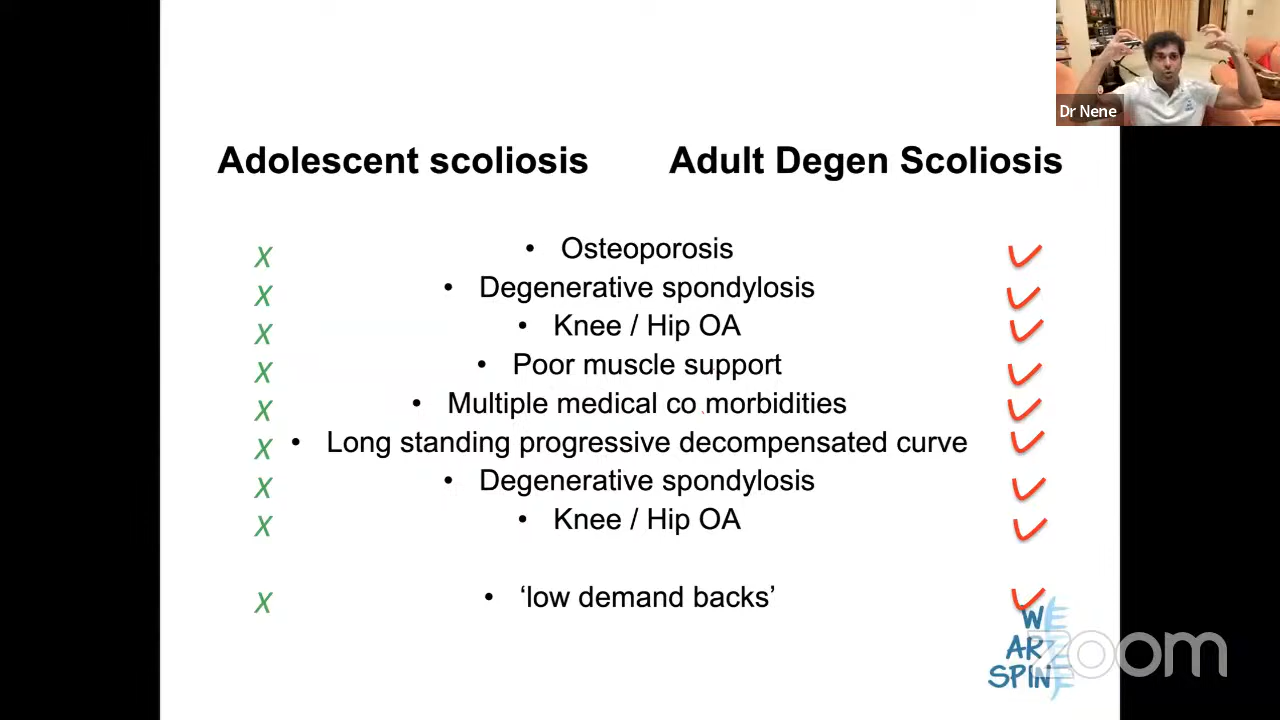 Dr Nene
Adolescent scoliosis Adult Degen Scoliosis
X • Osteoporosis ✓
X • Degenerative spondylosis ✓
X • Knee / Hip OA ✓
X • Poor muscle support ✓
X • Multiple medical co morbidities ✓
X • Long standing progressive decompensated curve ✓
X • Degenerative spondylosis ✓
X • Knee / Hip OA ✓
X • ‘low demand backs’ ✓
WE
ARE
SPINE
zoom